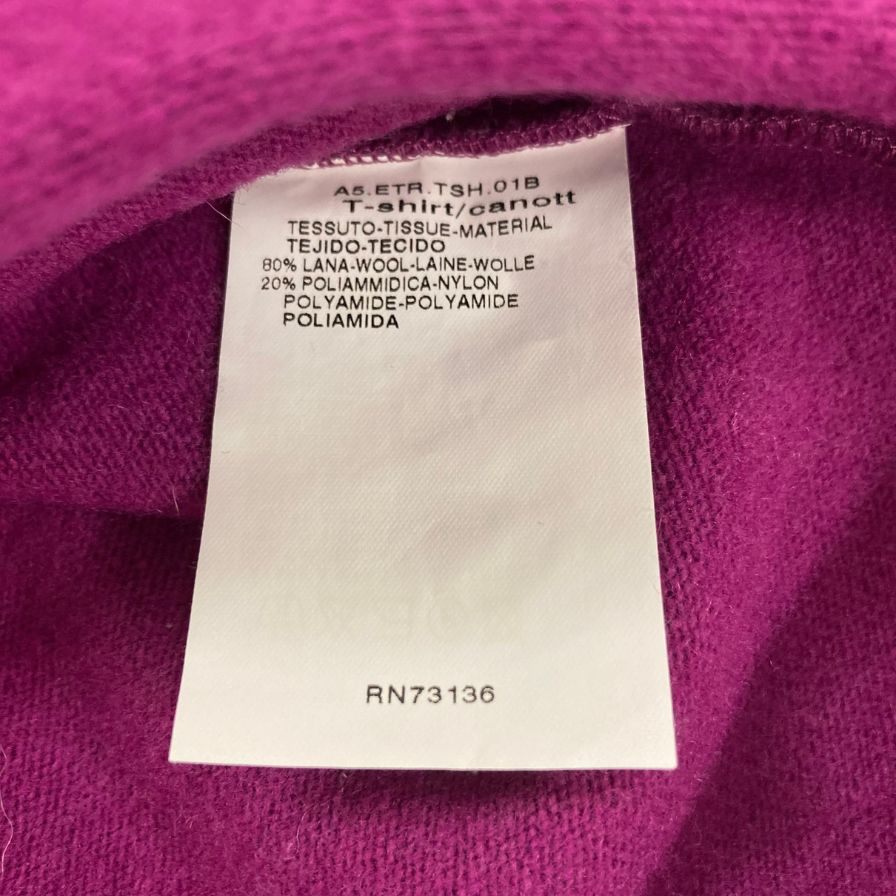 A5.ETR.TSH.01B
T-shirt/canott
TESSUTO-TISSUE-MATERIAL
TEJIDO-TECIDO
80% LANA-WOOL-LAINE-WOLLE
20% POLIAMMIDICA-NYLON
POLYAMIDE-POLYAMIDE
POLIAMIDA
RN73136